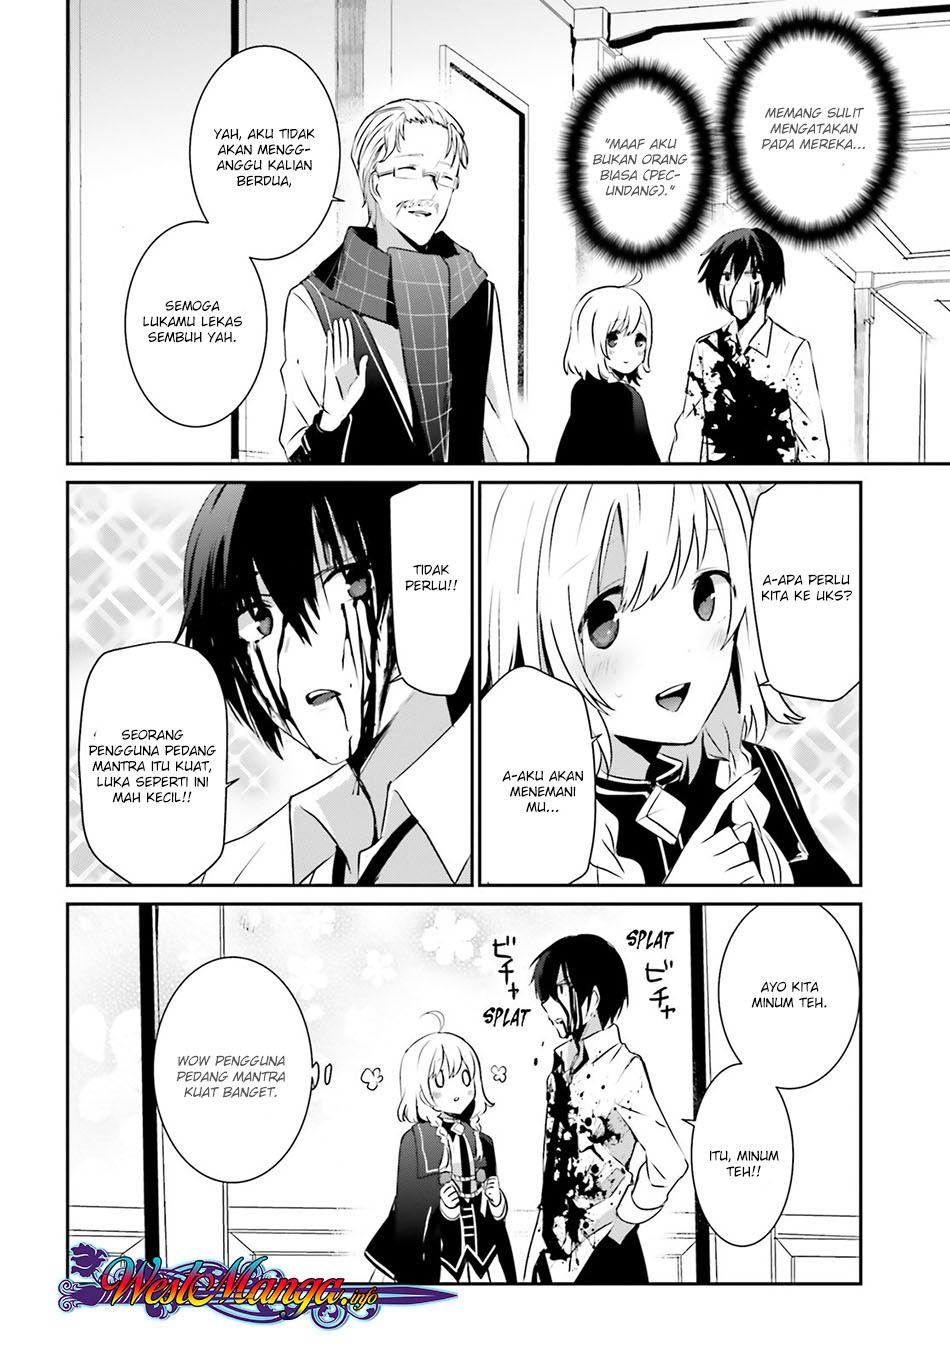 MEMANG SULIT
MENGATAKAN
PADA MEREKA...
"MAAF AKU
BUKAN ORANG
BIASA (PEC-
UNDANG)."
YAH, AKU TIDAK
AKAN MENGG-
ANGGU KALIAN
BERDUA,
SEMOGA
LUKAMU LEKAS
SEMBUH YAH.
A-APA PERLU
KITA KE UKS?
A-AKU AKAN
MENEMANI
MU...
TIDAK
PERLU!!
SEORANG
PENGGUNA PEDANG
MANTRA ITU KUAT,
LUKA SEPERTI INI
MAH KECIL!!
AYO KITA
MINUM TEH.
ITU, MINUM
TEH!!
SPLAT
ビチャ
ビチャ
SPLAT
WOW PENGGUNA
PEDANG MANTRA
KUAT BANGET.
WestManga.info